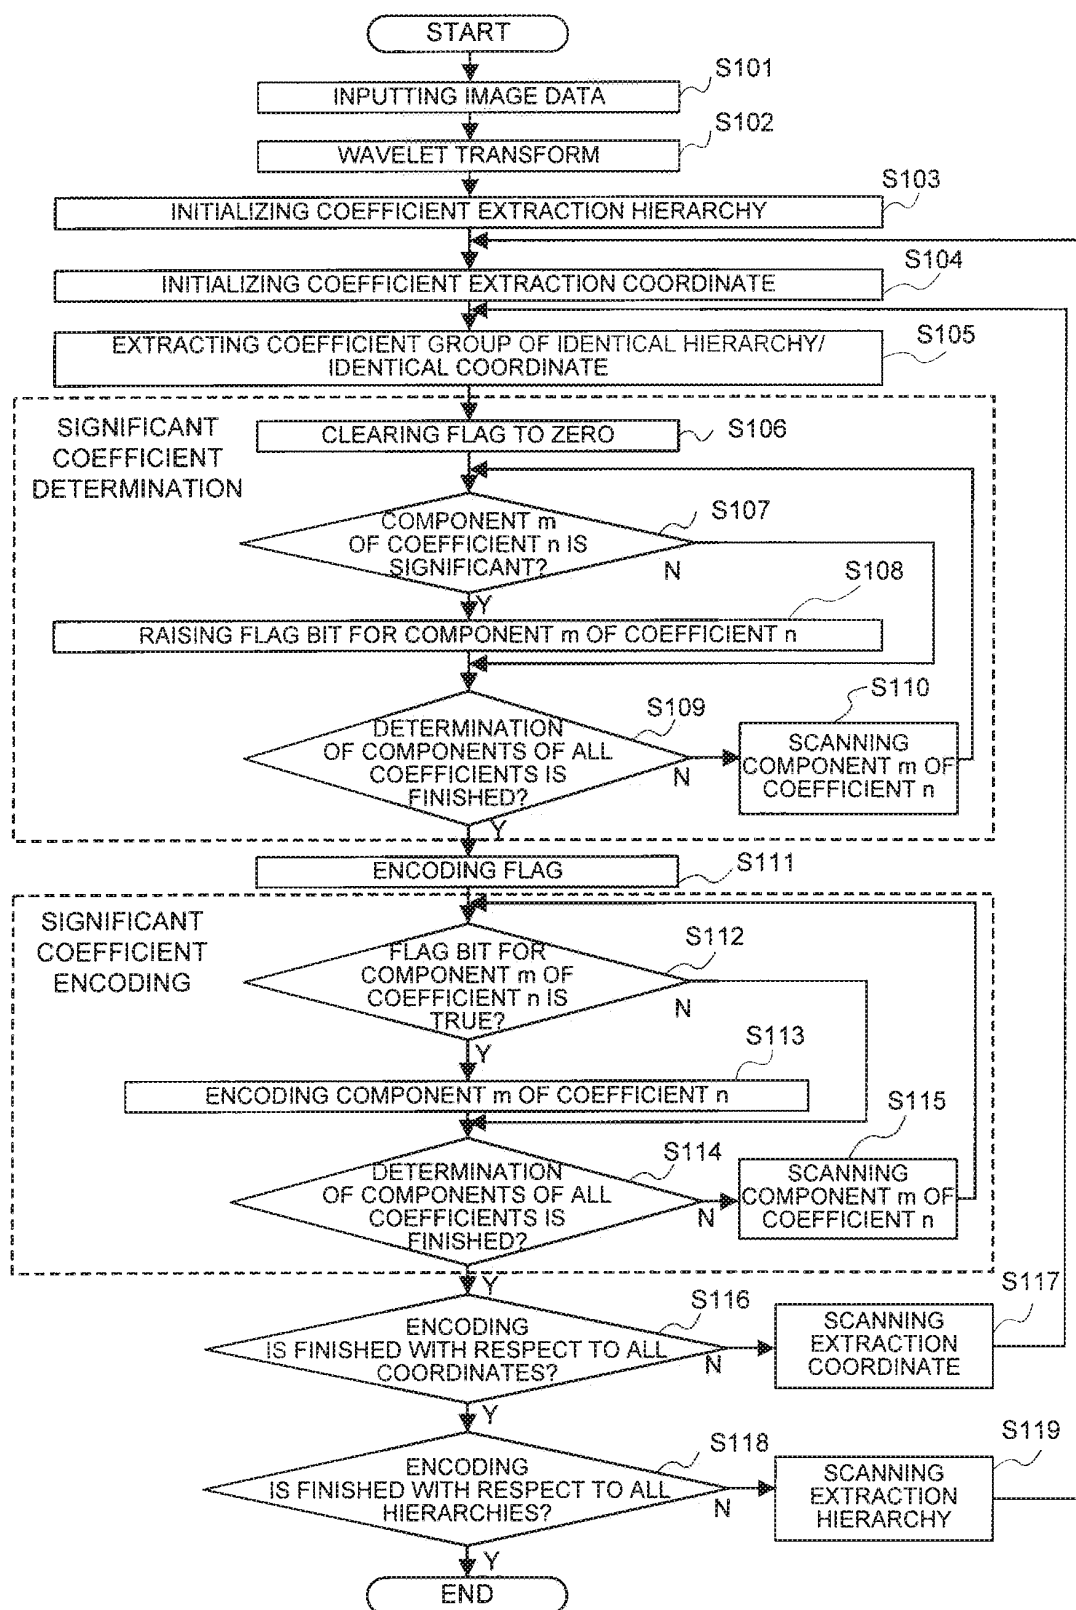 START
S101
INPUTTING IMAGE DATA
S102
WAVELET TRANSFORM
S103
INITIALIZING COEFFICIENT EXTRACTION HIERARCHY
S104
INITIALIZING COEFFICIENT EXTRACTION COORDINATE
S105
EXTRACTING COEFFICIENT GROUP OF IDENTICAL HIERARCHY/
IDENTICAL COORDINATE
SIGNIFICANT
COEFFICIENT
DETERMINATION
CLEARING FLAG TO ZERO
S106
COMPONENT m
OF COEFFICIENT n IS
SIGNIFICANT?
S107
N
Y
S108
RAISING FLAG BIT FOR COMPONENT m OF COEFFICIENT n
DETERMINATION
OF COMPONENTS OF ALL
COEFFICIENTS IS
FINISHED?
S109
N
Y
S110
SCANNING
COMPONENT m OF
COEFFICIENT n
ENCODING FLAG
S111
SIGNIFICANT
COEFFICIENT
ENCODING
FLAG BIT FOR
COMPONENT m OF
COEFFICIENT n IS
TRUE?
S112
N
Y
S113
ENCODING COMPONENT m OF COEFFICIENT n
DETERMINATION
OF COMPONENTS OF ALL
COEFFICIENTS IS
FINISHED?
S114
N
Y
S115
SCANNING
COMPONENT m OF
COEFFICIENT n
ENCODING
IS FINISHED WITH RESPECT TO ALL
COORDINATES?
S116
N
Y
S117
SCANNING
EXTRACTION
COORDINATE
ENCODING
IS FINISHED WITH RESPECT TO ALL
HIERARCHIES?
S118
N
Y
S119
SCANNING
EXTRACTION
HIERARCHY
END